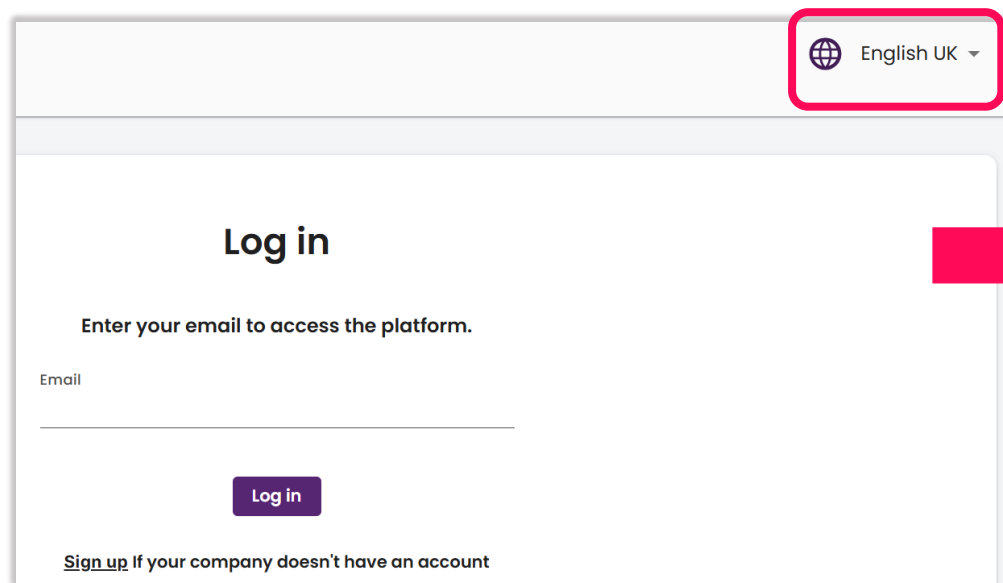 English UK
Log in
Enter your email to access the platform.
Email
Log in
Sign up If your company doesn't have an account